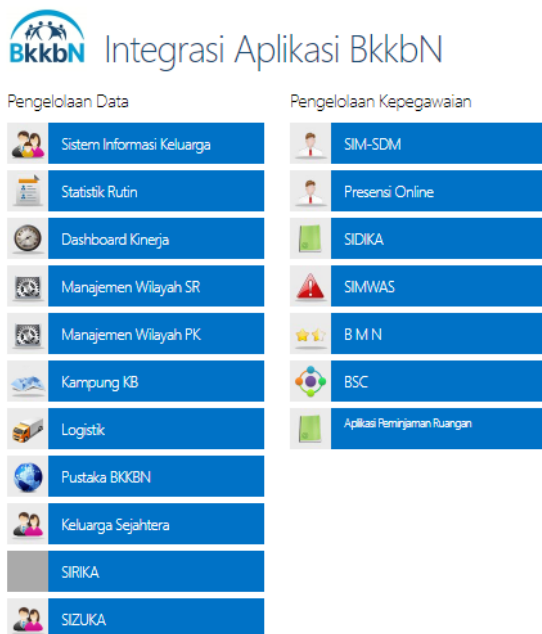 BkkbN Integrasi Aplikasi BkkbN
Pengelolaan Data
Sistem Informasi Keluarga
Statistik Rutin
Dashboard Kinerja
Manajemen Wilayah SR
Manajemen Wilayah PK
Kampung KB
Logistik
Pustaka BKKBN
Keluarga Sejahtera
SIRIKA
SIZUKA
Pengelolaan Kepegawaian
SIM-SDM
Presensi Online
SIDIKA
SIMWAS
B M N
BSC
Aplikasi Peminjaman Ruangan